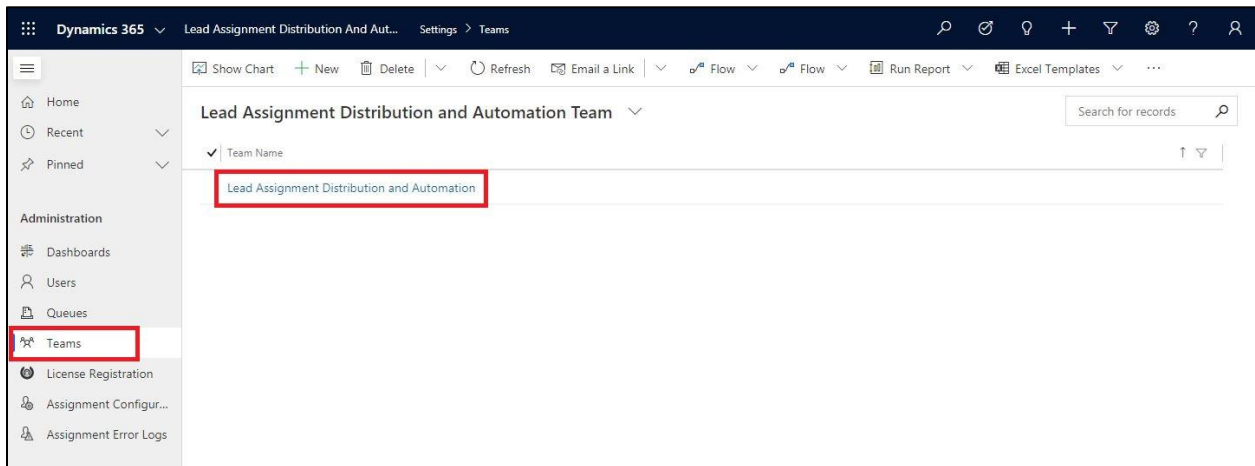 Dynamics 365 Lead Assignment Distribution And Aut... Settings > Teams ?
Show Chart New Delete Refresh Email a Link Flow Flow Run Report Excel Templates ...
Home
Recent
Pinned
Lead Assignment Distribution and Automation Team
Search for records
Team Name
Lead Assignment Distribution and Automation
Administration
Dashboards
Users
Queues
Teams
License Registration
Assignment Configur...
Assignment Error Logs